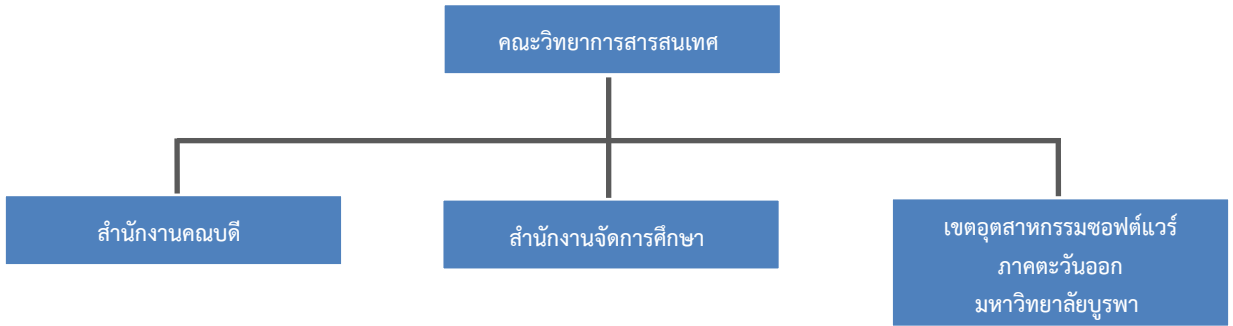 คณะวิทยาการสารสนเทศ
สำนักงานคณบดี
สำนักงานจัดการศึกษา
เขตอุตสาหกรรมซอฟต์แวร์
ภาคตะวันออก
มหาวิทยาลัยบูรพา